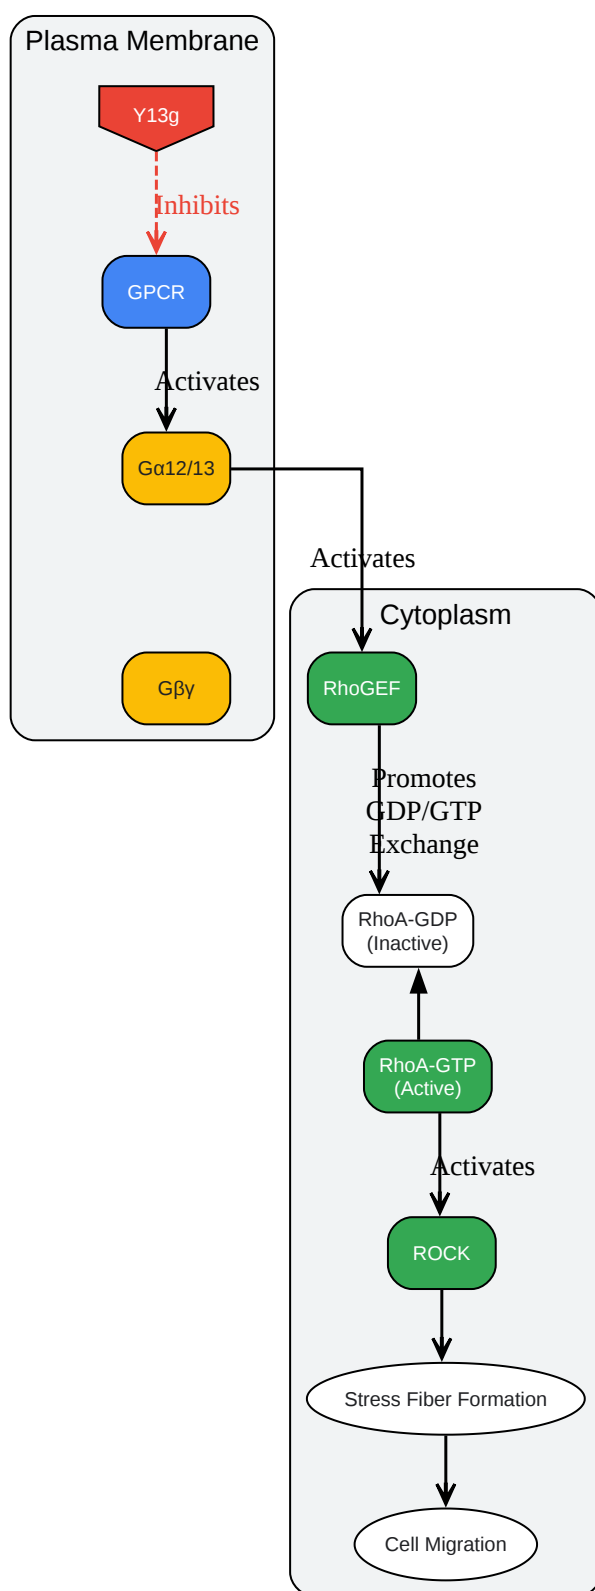 Plasma Membrane
Y13g
Inhibits
GPCR
Activates
Gα12/13
Activates
Cytoplasm
Gβγ
RhoGEF
Promotes
GDP/GTP
Exchange
RhoA-GDP
(Inactive)
RhoA-GTP
(Active)
Activates
ROCK
Stress Fiber Formation
Cell Migration